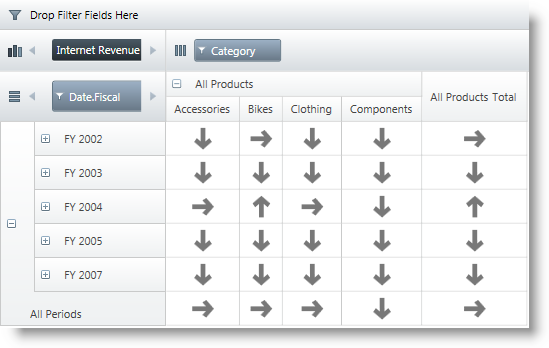 Drop Filter Fields Here
Internet Revenue
Category
Date.Fiscal
All Products
All Products Total
Accessories Bikes Clothing Components
FY 2002
FY 2003
FY 2004
FY 2005
FY 2007
All Periods